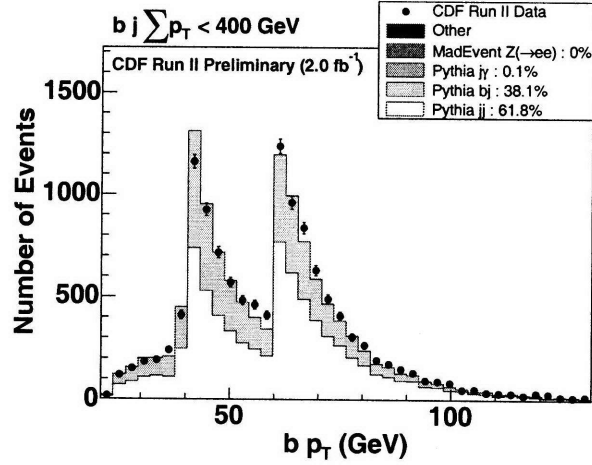 b j ∑p_T < 400 GeV
CDF Run II Preliminary (2.0 fb⁻¹)
CDF Run II Data
Other
MadEvent Z(→ee) : 0%
Pythia jγ : 0.1%
Pythia bj : 38.1%
Pythia jj : 61.8%
Number of Events
1500
1000
500
0
50
100
b p_T (GeV)